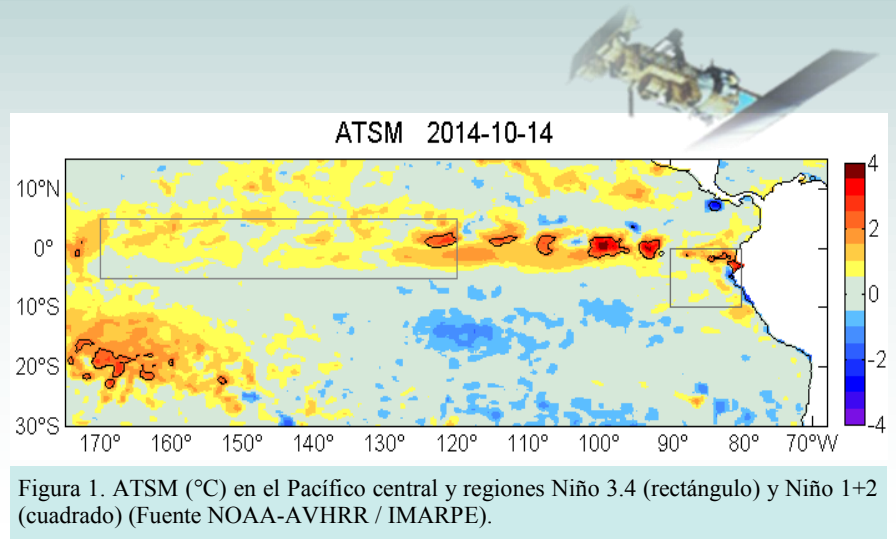 ATSM 2014-10-14
10°N
0°
10°S
20°S
30°S
170° 160° 150° 140° 130° 120° 110° 100° 90° 80° 70°W
4
2
0
-2
-4
Figura 1. ATSM (°C) en el Pacífico central y regiones Niño 3.4 (rectángulo) y Niño 1+2
(cuadrado) (Fuente NOAA-AVHRR / IMARPE).